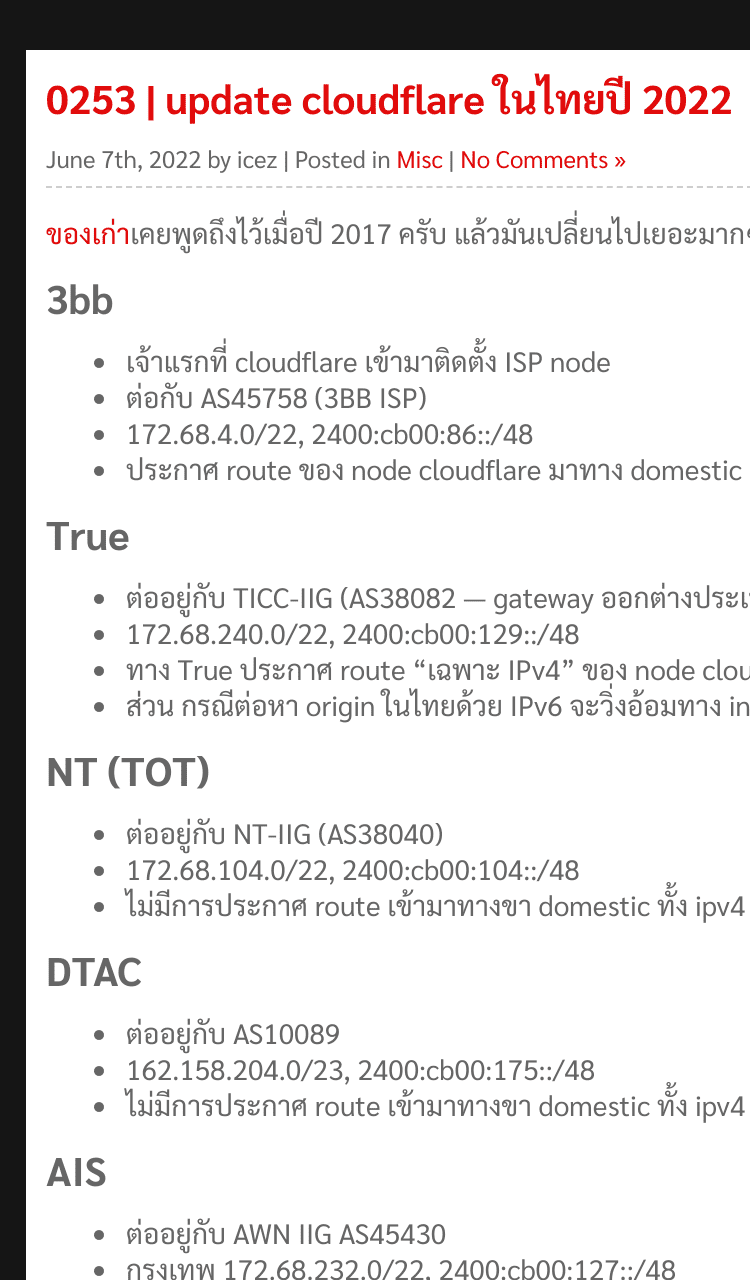 0253 | update cloudflare ในไทยปี 2022
June 7th, 2022 by icez | Posted in Misc | No Comments »
ของเก่าเคยพูดถึงไว้เมื่อปี 2017 ครับ แล้วมันเปลี่ยนไปเยอะมาก
3bb
• เจ้าแรกที่ cloudflare เข้ามาติดตั้ง ISP node
• ต่อกับ AS45758 (3BB ISP)
• 172.68.4.0/22, 2400:cb00:86::/48
• ประกาศ route ของ node cloudflare มาทาง domestic
True
• ต่ออยู่กับ TICC-IIG (AS38082 — gateway ออกต่างประเ
• 172.68.240.0/22, 2400:cb00:129::/48
• ทาง True ประกาศ route “เฉพาะ IPv4” ของ node clou
• ส่วน กรณีต่อหา origin ในไทยด้วย IPv6 จะวิ่งอ้อมทาง in
NT (TOT)
• ต่ออยู่กับ NT-IIG (AS38040)
• 172.68.104.0/22, 2400:cb00:104::/48
• ไม่มีการประกาศ route เข้ามาทางขา domestic ทั้ง ipv4
DTAC
• ต่ออยู่กับ AS10089
• 162.158.204.0/23, 2400:cb00:175::/48
• ไม่มีการประกาศ route เข้ามาทางขา domestic ทั้ง ipv4
AIS
• ต่ออยู่กับ AWN IIG AS45430
• กรุงเทพ 172.68.232.0/22, 2400:cb00:127::/48